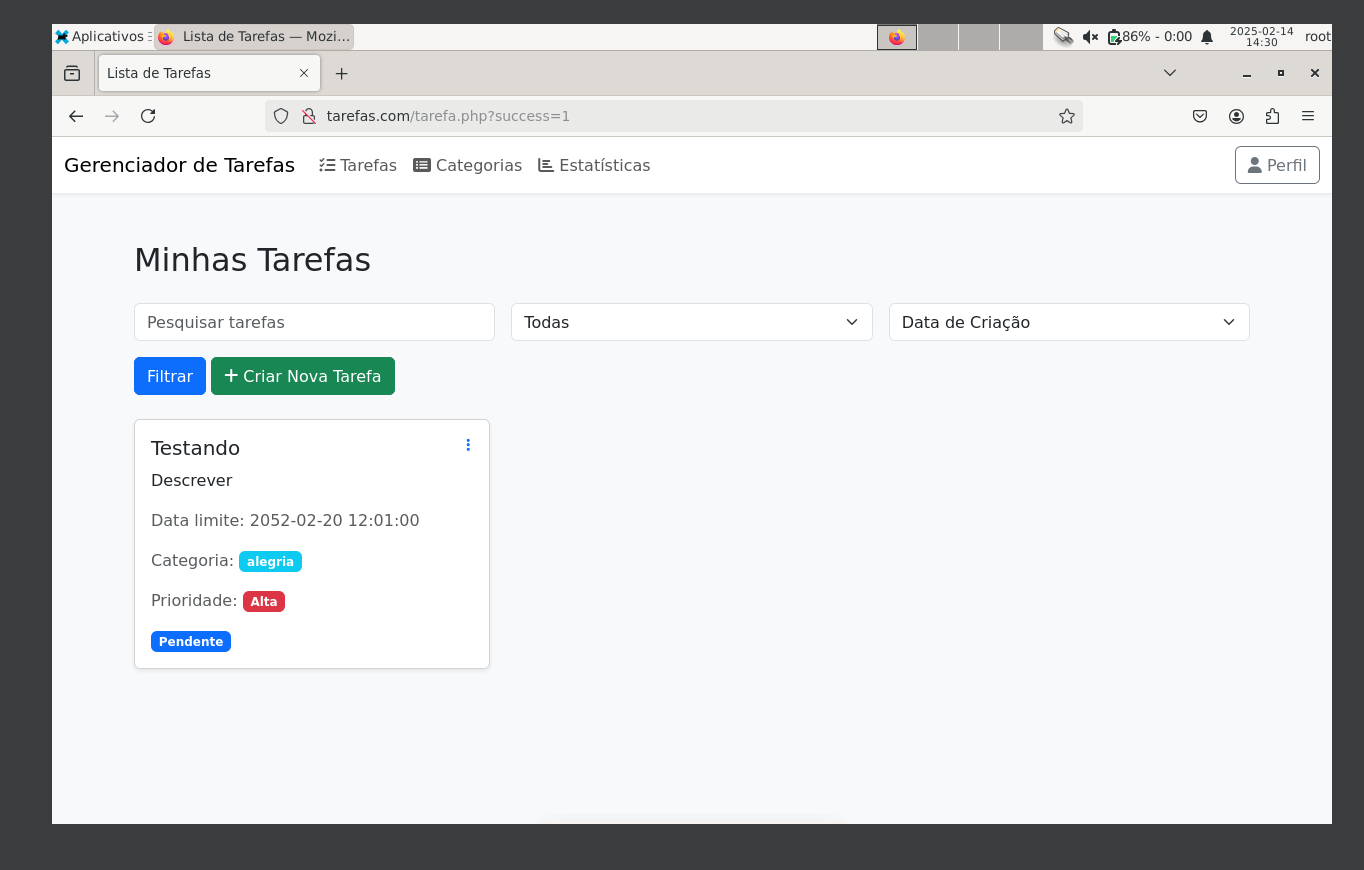 Aplicativos
Lista de Tarefas — Mozi...
86% - 0:00
2025-02-14
14:30
root
Lista de Tarefas
tarefas.com/tarefa.php?success=1
Gerenciador de Tarefas
Tarefas
Categorias
Estatísticas
Perfil
Minhas Tarefas
Pesquisar tarefas
Todas
Data de Criação
Filtrar
+ Criar Nova Tarefa
Testando
Descrever
Data limite: 2052-02-20 12:01:00
Categoria: alegria
Prioridade: Alta
Pendente